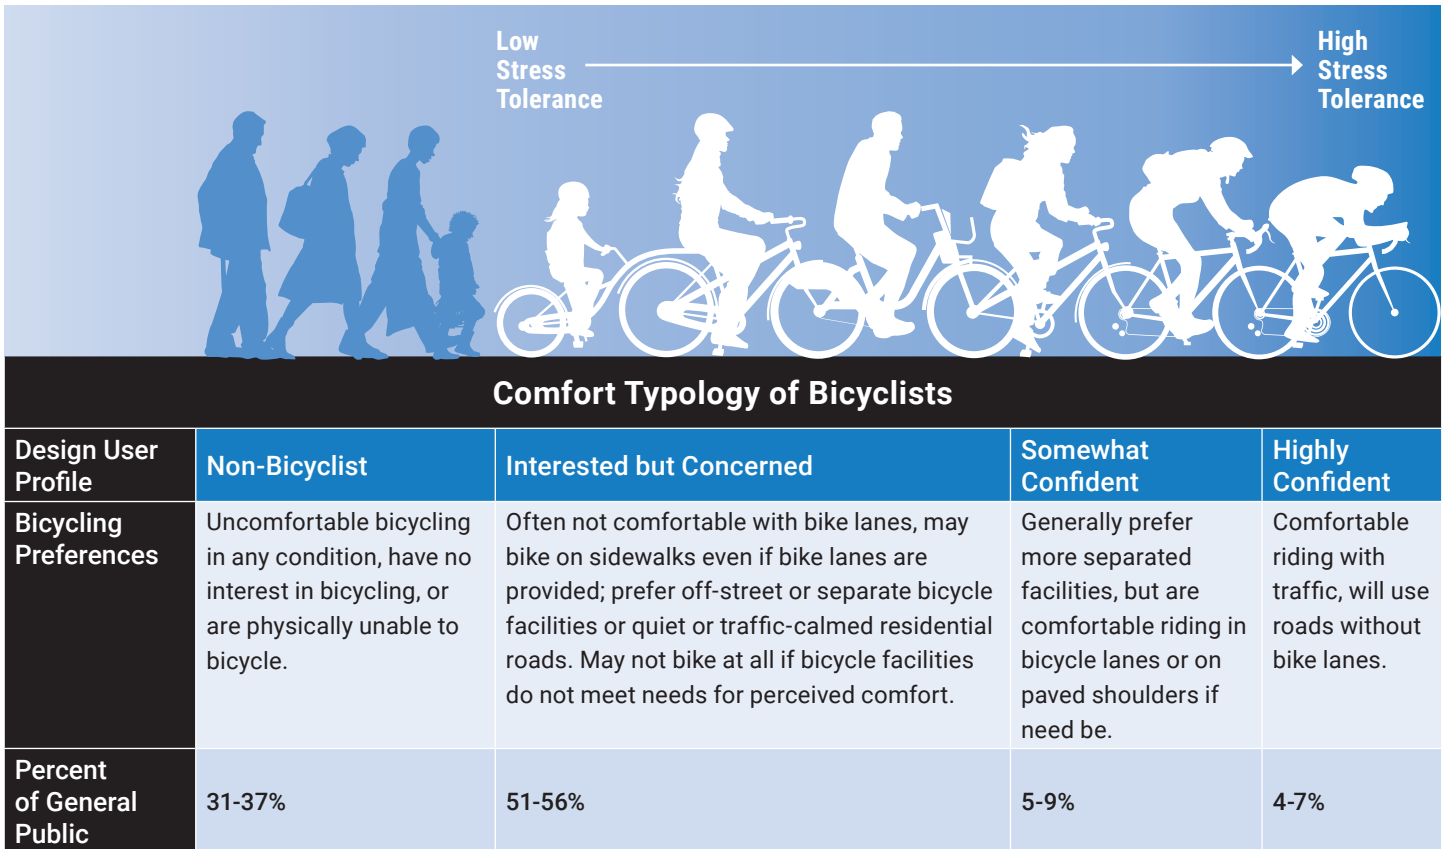 Low
Stress
Tolerance
High
Stress
Tolerance
Comfort Typology of Bicyclists
Design User
Profile
Non-Bicyclist
Interested but Concerned
Somewhat
Confident
Highly
Confident
Bicycling
Preferences
Uncomfortable bicycling
in any condition, have no
interest in bicycling, or
are physically unable to
bicycle.
Often not comfortable with bike lanes, may
bike on sidewalks even if bike lanes are
provided; prefer off-street or separate bicycle
facilities or quiet or traffic-calmed residential
roads. May not bike at all if bicycle facilities
do not meet needs for perceived comfort.
Generally prefer
more separated
facilities, but are
comfortable riding in
bicycle lanes or on
paved shoulders if
need be.
Comfortable
riding with
traffic, will use
roads without
bike lanes.
Percent
of General
Public
31-37%
51-56%
5-9%
4-7%